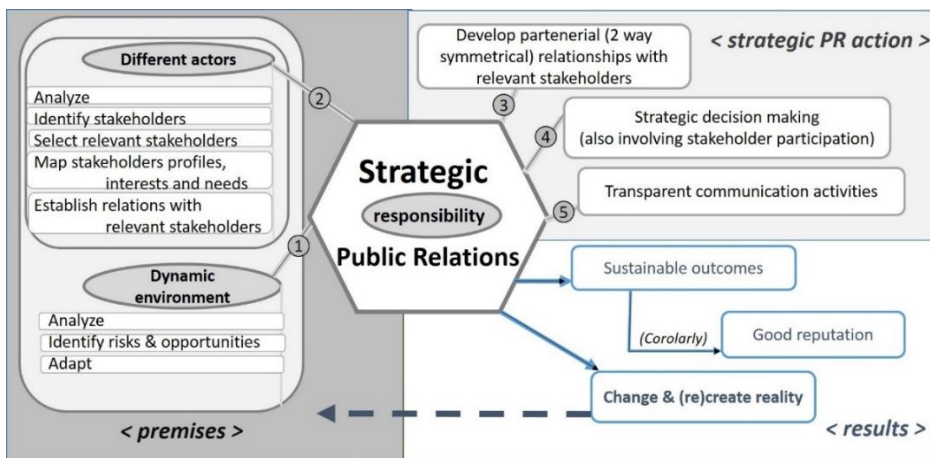 Different actors
Analyze
Identify stakeholders
Select relevant stakeholders
Map stakeholders profiles,
interests and needs
Establish relations with
relevant stakeholders
2
1
Dynamic
environment
Analyze
Identify risks & opportunities
Adapt
< premises >
Strategic
responsibility
Public Relations
< strategic PR action >
Develop partenerial (2 way
symmetrical) relationships with
relevant stakeholders
3
4
Strategic decision making
(also involving stakeholder participation)
5
Transparent communication activities
Sustainable outcomes
(Corolarly)
Good reputation
Change & (re)create reality
< results >